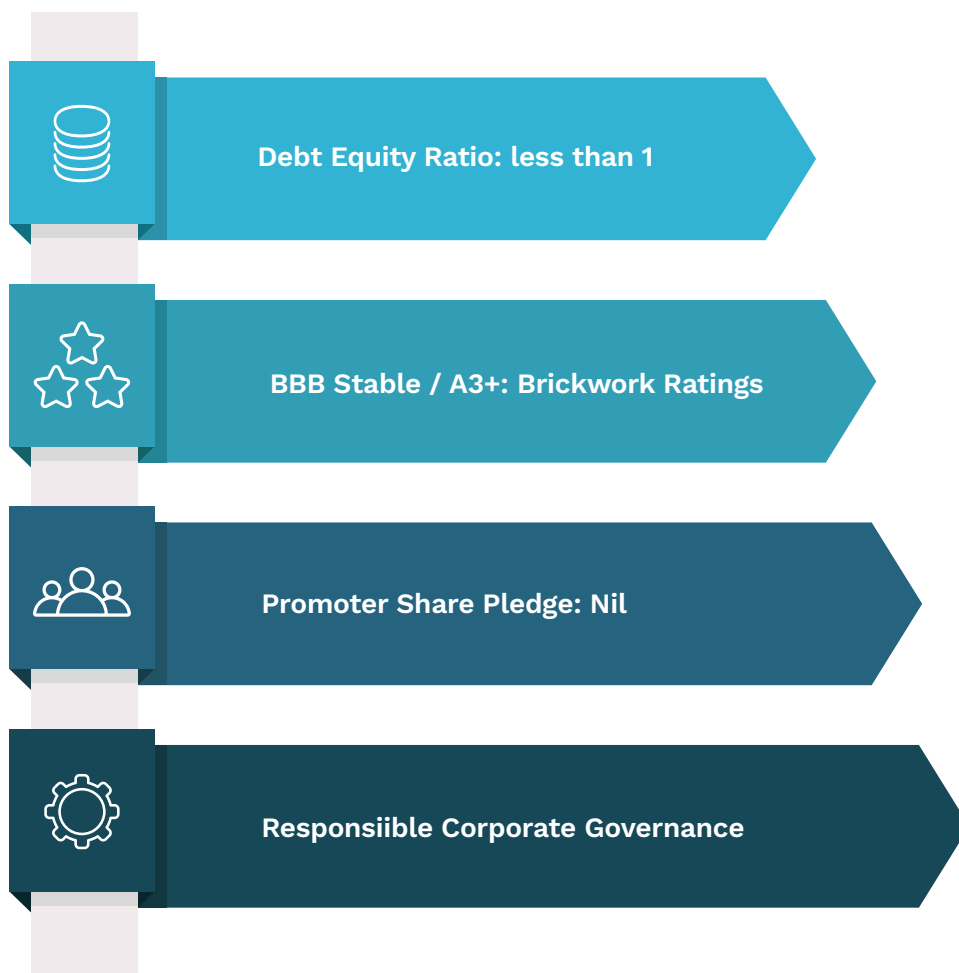 Debt Equity Ratio: less than 1
BBB Stable / A3+: Brickwork Ratings
Promoter Share Pledge: Nil
Responsiible Corporate Governance